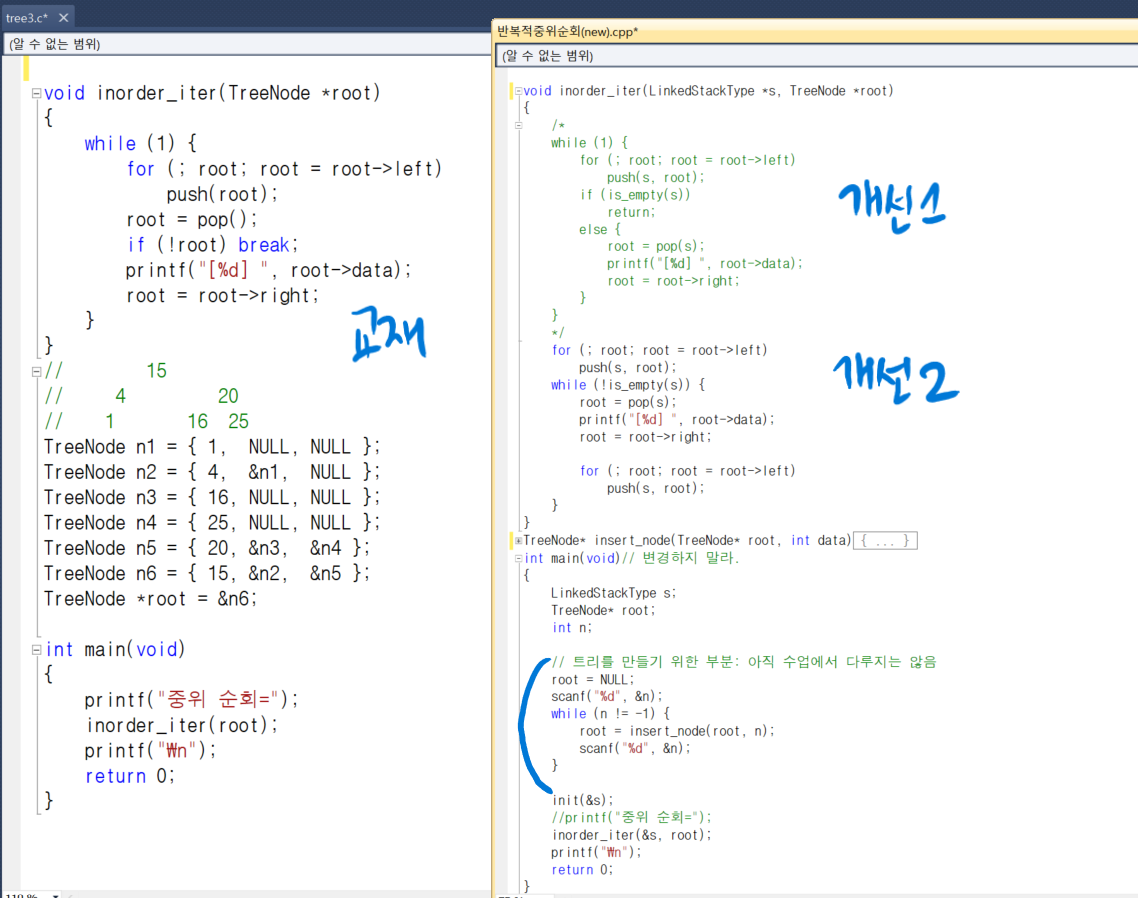 tree3.c*
(알 수 없는 범위)
void inorder_iter(TreeNode *root)
{
while (1) {
for (; root; root = root->left)
push(root);
root = pop();
if (!root) break;
printf("[%d] ", root->data);
root = root->right;
}
}
교재
// 15
// 4 20
// 1 16 25
TreeNode n1 = { 1, NULL, NULL };
TreeNode n2 = { 4, &n1, NULL };
TreeNode n3 = { 16, NULL, NULL };
TreeNode n4 = { 25, NULL, NULL };
TreeNode n5 = { 20, &n3, &n4 };
TreeNode n6 = { 15, &n2, &n5 };
TreeNode *root = &n6;
int main(void)
{
printf("중위 순회=");
inorder_iter(root);
printf("₩n");
return 0;
}
반복적중위순회(new).cpp*
(알 수 없는 범위)
void inorder_iter(LinkedStackType *s, TreeNode *root)
{
/*
while (1) {
for (; root; root = root->left)
push(s, root);
if (is_empty(s))
return;
else {
root = pop(s);
printf("[%d] ", root->data);
root = root->right;
}
}
*/
개선1
for (; root; root = root->left)
push(s, root);
while (!is_empty(s)) {
root = pop(s);
printf("[%d] ", root->data);
root = root->right;
for (; root; root = root->left)
push(s, root);
}
}
개선2
TreeNode* insert_node(TreeNode* root, int data){ ... }
int main(void)// 변경하지 말라.
{
LinkedStackType s;
TreeNode* root;
int n;
// 트리를 만들기 위한 부분: 아직 수업에서 다루지는 않음
root = NULL;
scanf("%d", &n);
while (n != -1) {
root = insert_node(root, n);
scanf("%d", &n);
}
init(&s);
//printf("중위 순회=");
inorder_iter(&s, root);
printf("₩n");
return 0;
}